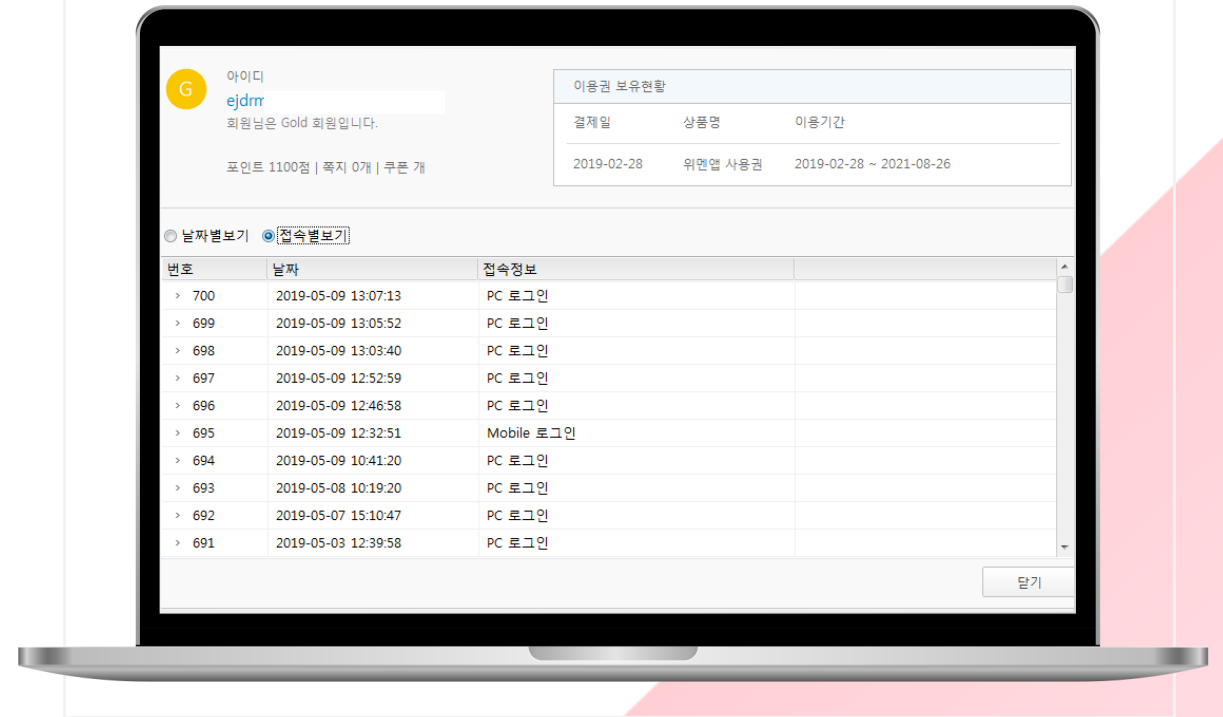 G
아이디
ejdrm
회원님은 Gold 회원입니다.
포인트 1100점 | 쪽지 0개 | 쿠폰 개
이용권 보유현황
결제일 상품명 이용기간
2019-02-28 위멘앱 사용권 2019-02-28 ~ 2021-08-26
날짜별보기 접속별보기
번호 날짜 접속정보
> 700 2019-05-09 13:07:13 PC 로그인
> 699 2019-05-09 13:05:52 PC 로그인
> 698 2019-05-09 13:03:40 PC 로그인
> 697 2019-05-09 12:52:59 PC 로그인
> 696 2019-05-09 12:46:58 PC 로그인
> 695 2019-05-09 12:32:51 Mobile 로그인
> 694 2019-05-09 10:41:20 PC 로그인
> 693 2019-05-08 10:19:20 PC 로그인
> 692 2019-05-07 15:10:47 PC 로그인
> 691 2019-05-03 12:39:58 PC 로그인
닫기